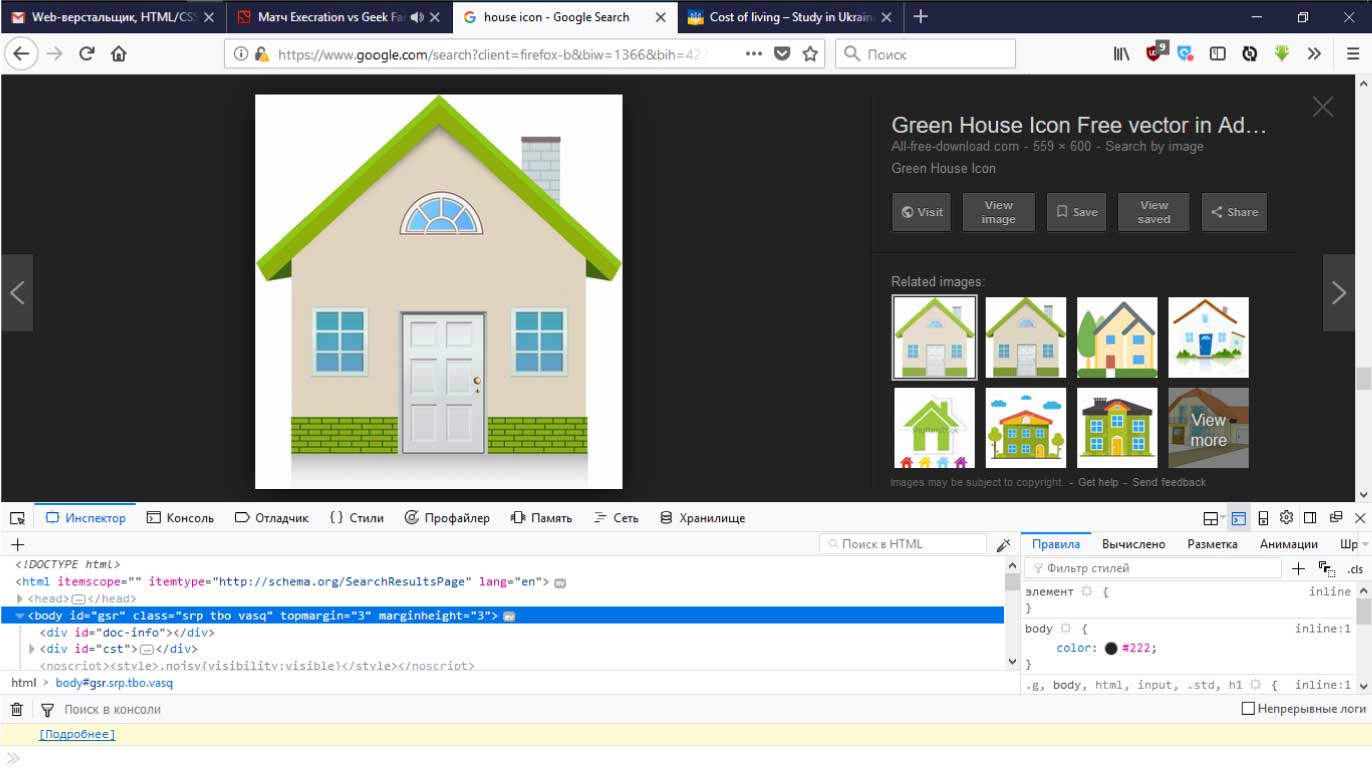 Web-верстальщик, HTML/CSS
Матч Execration vs Geek Fa
house icon - Google Search
Cost of living – Study in Ukrain
https://www.google.com/search?client=firefox-b&biw=1366&bih=427
Поиск
9
Green House Icon Free vector in Ad…
All-free-download.com - 559 × 600 - Search by image
Green House Icon
Visit
View image
Save
View saved
Share
Related images:
View more
Images may be subject to copyright. - Get help - Send feedback
Инспектор
Консоль
Отладчик
{ } Стили
Профайлер
Память
Сеть
Хранилище
+
Поиск в HTML
Правила
Вычислено
Разметка
Анимации
Шр
Фильтр стилей
+
.cls
<!DOCTYPE html>
<html itemscope="" itemtype="http://schema.org/SearchResultsPage" lang="en"> ev
<head>…</head>
<body id="gsr" class="srp tbo vasq" topmargin="3" marginheight="3"> ev
<div id="doc-info"></div>
<div id="cst">…</div>
<noscript><style>.nojsv{visibility:visible}</style></noscript>
элемент { inline
}
body { inline:1
color: #222;
}
.g, body, html, input, .std, h1 { inline:1
html > body#gsr.srp.tbo.vasq
Поиск в консоли
Непрерывные логи
[Подробнее]